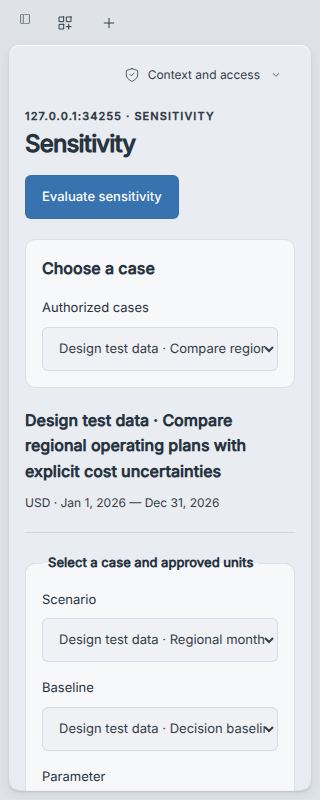 Context and access
127.0.0.1:34255 · SENSITIVITY
Sensitivity
Evaluate sensitivity
Choose a case
Authorized cases
Design test data · Compare
Design test data · Compare
regional operating plans with
explicit cost uncertainties
USD · Jan 1, 2026 — Dec 31, 2026
Select a case and approved units
Scenario
Design test data · Regional month
Baseline
Design test data · Decision
Parameter